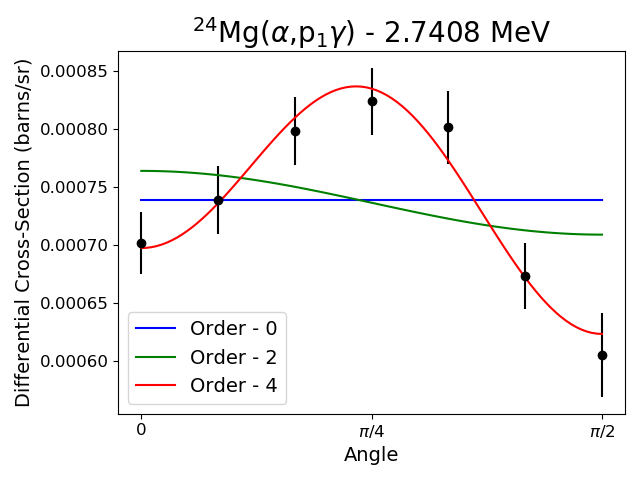 ²⁴Mg(α,p₁γ) - 2.7408 MeV
Differential Cross-Section (barns/sr)
0.00085
0.00080
0.00075
0.00070
0.00065
0.00060
Order - 0
Order - 2
Order - 4
0
π/4
π/2
Angle